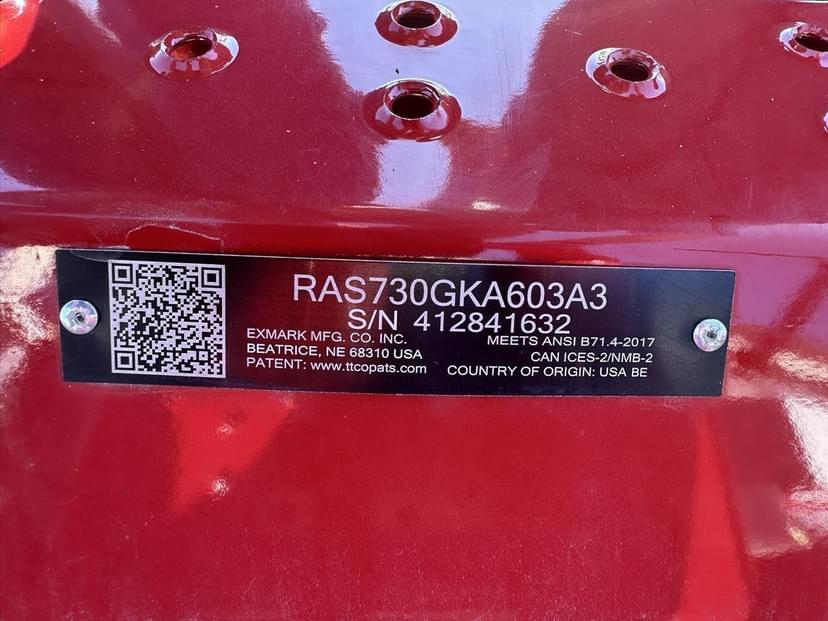 RAS730GKA603A3
S/N 412841632
EXMARK MFG. CO. INC.
BEATRICE, NE 68310 USA
PATENT: www.ttcopats.com
MEETS ANSI B71.4-2017
CAN ICES-2/NMB-2
COUNTRY OF ORIGIN: USA BE